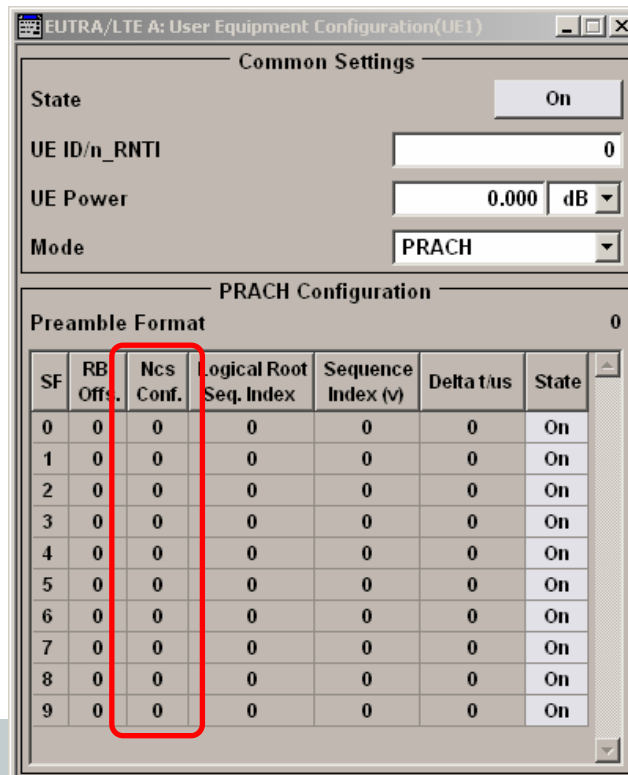 EUTRA/LTE A: User Equipment Configuration(UE1)
Common Settings
State On
UE ID/n_RNTI 0
UE Power 0.000 dB
Mode PRACH
PRACH Configuration
Preamble Format 0
SF RB Offs. Ncs Conf. Logical Root Seq. Index Sequence Index (v) Delta t/us State
0 0 0 0 0 0 On
1 0 0 0 0 0 On
2 0 0 0 0 0 On
3 0 0 0 0 0 On
4 0 0 0 0 0 On
5 0 0 0 0 0 On
6 0 0 0 0 0 On
7 0 0 0 0 0 On
8 0 0 0 0 0 On
9 0 0 0 0 0 On